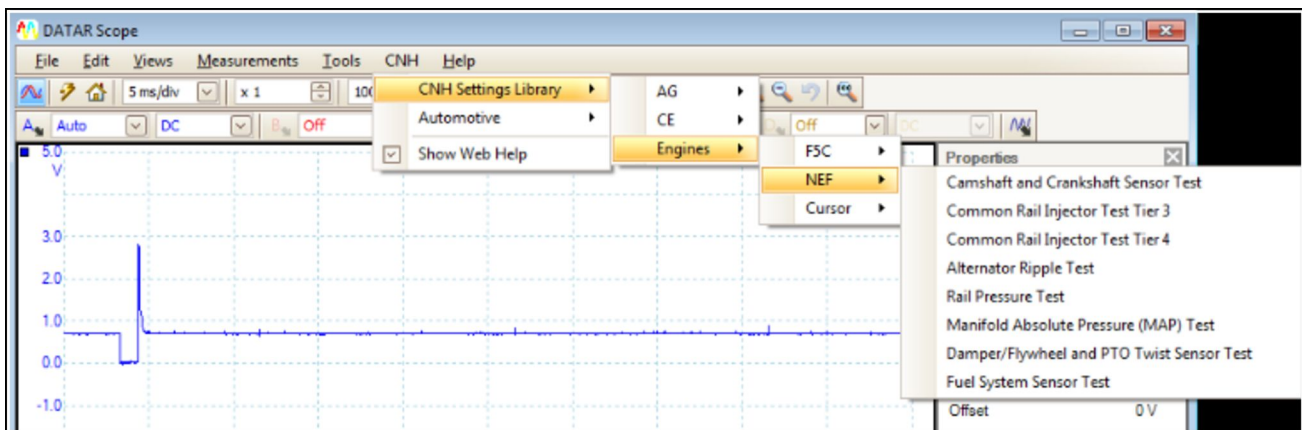 DATAR Scope
File Edit Views Measurements Tools CNH Help
5 ms/div x 1 CNH Settings Library AG
A Auto DC B Off Automotive CE D Off DC
5.0 Show Web Help Engines F5C Properties
V NEF Camshaft and Crankshaft Sensor Test
Cursor Common Rail Injector Test Tier 3
3.0 Common Rail Injector Test Tier 4
2.0 Alternator Ripple Test
Rail Pressure Test
1.0 Manifold Absolute Pressure (MAP) Test
0.0 Damper/Flywheel and PTO Twist Sensor Test
Fuel System Sensor Test
-1.0 Offset 0 V